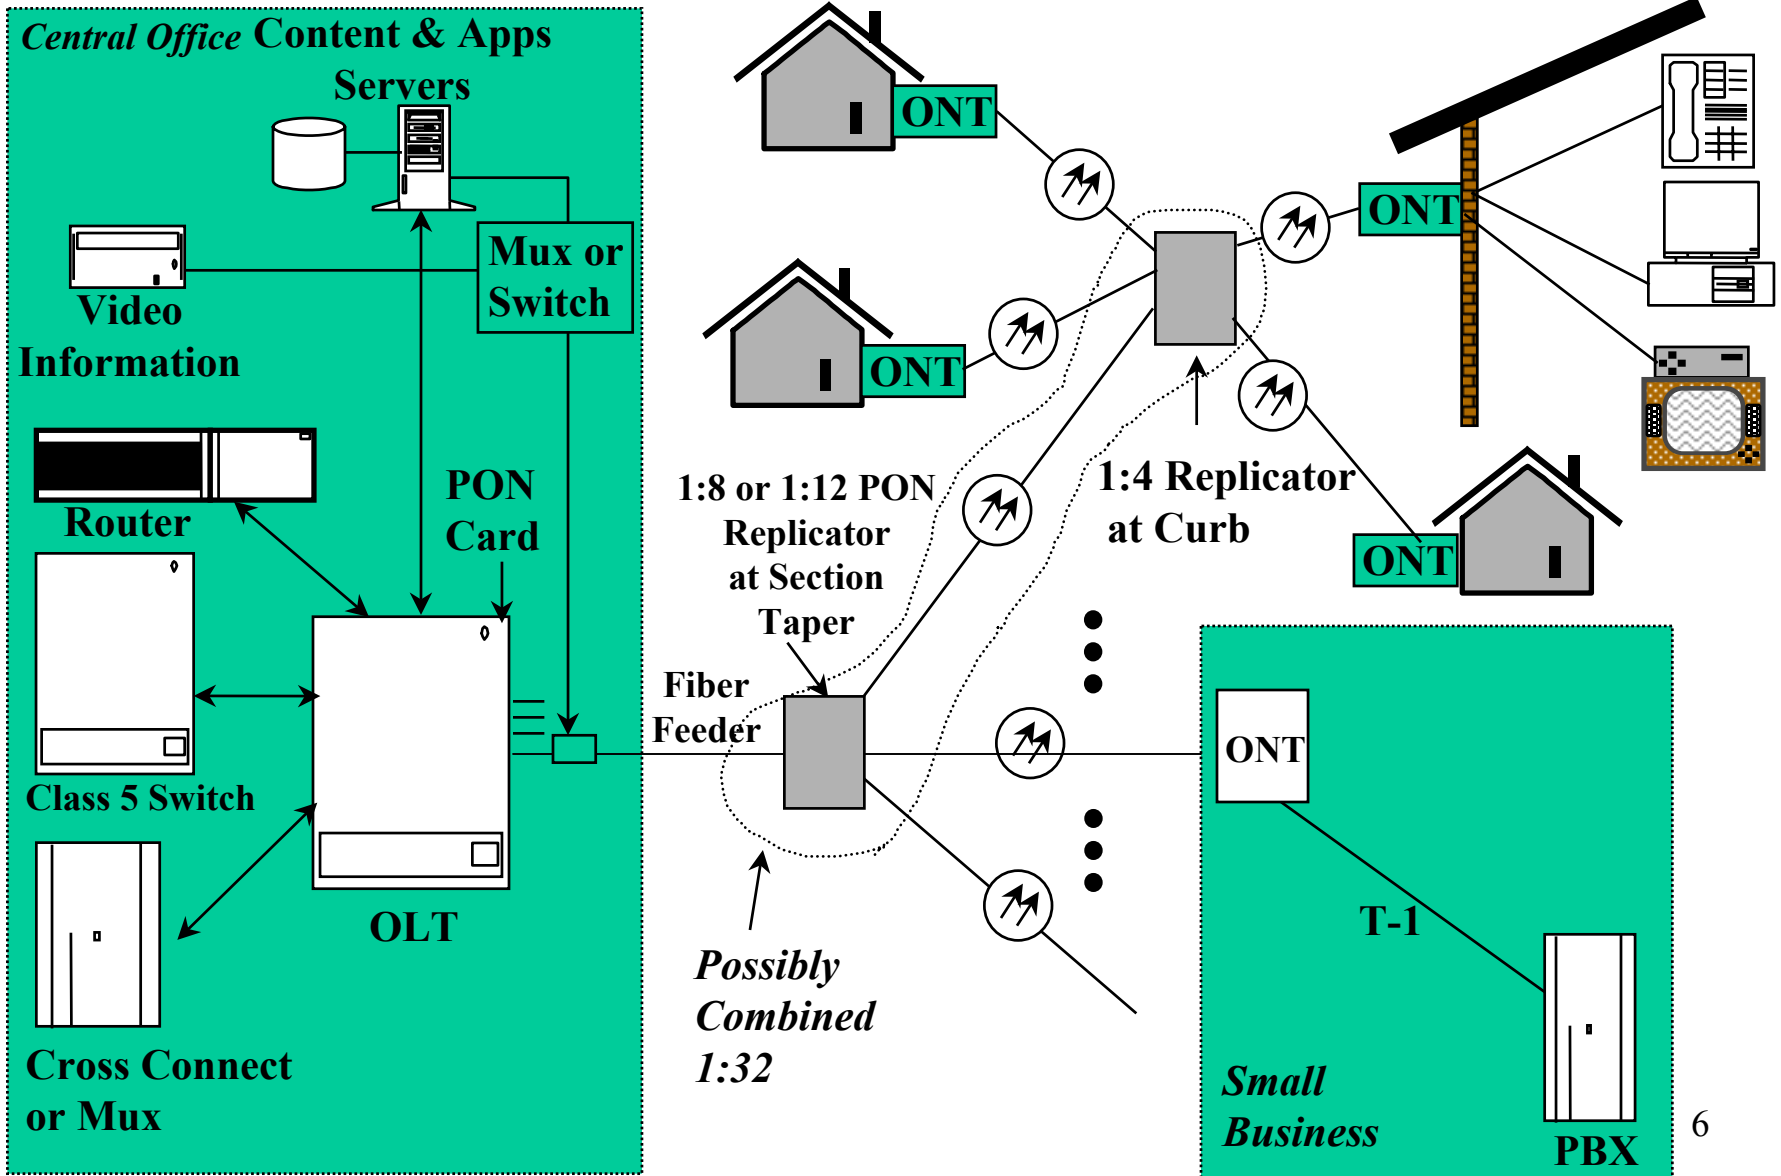 Central Office Content & Apps
Servers
Mux or
Switch
Video
Information
Router
PON
Card
Class 5 Switch
OLT
Cross Connect
or Mux
ONT
ONT
ONT
ONT
1:8 or 1:12 PON
Replicator
at Section
Taper
1:4 Replicator
at Curb
Fiber
Feeder
Possibly
Combined
1:32
ONT
T-1
Small
Business
PBX
6